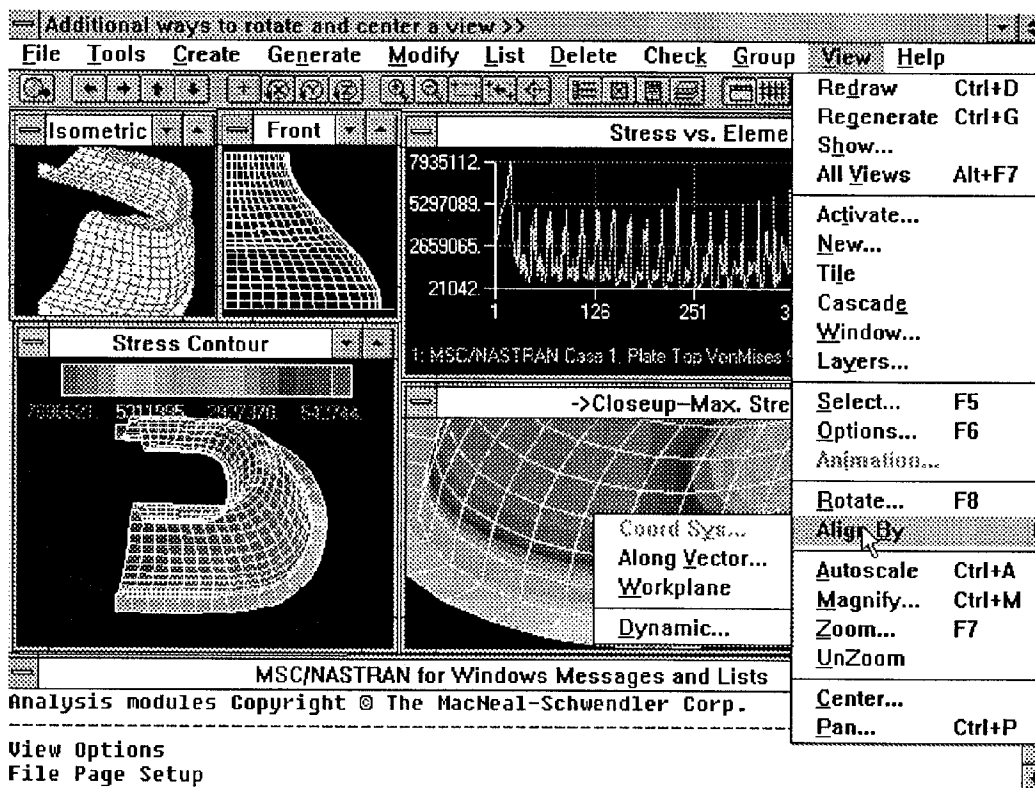 Additional ways to rotate and center a view >>
File Tools Create Generate Modify List Delete Check Group View Help
Isometric
Front
Stress vs. Eleme
7935112.
5297089.
2659065.
21042.
1 126 251 3
1: MSC/NASTRAN Case 1. Plate Top VonMises
Stress Contour
->Closeup-Max. Stre
Redraw Ctrl+D
Regenerate Ctrl+G
Show...
All Views Alt+F7
Activate...
New...
Tile
Cascade
Window...
Layers...
Select... F5
Options... F6
Animation...
Rotate... F8
Align By
Autoscale Ctrl+A
Magnify... Ctrl+M
Zoom... F7
UnZoom
Center...
Pan... Ctrl+P
Coord Sys...
Along Vector...
Workplane
Dynamic...
MSC/NASTRAN for Windows Messages and Lists
Analysis modules Copyright © The MacNeal-Schwendler Corp.
View Options
File Page Setup